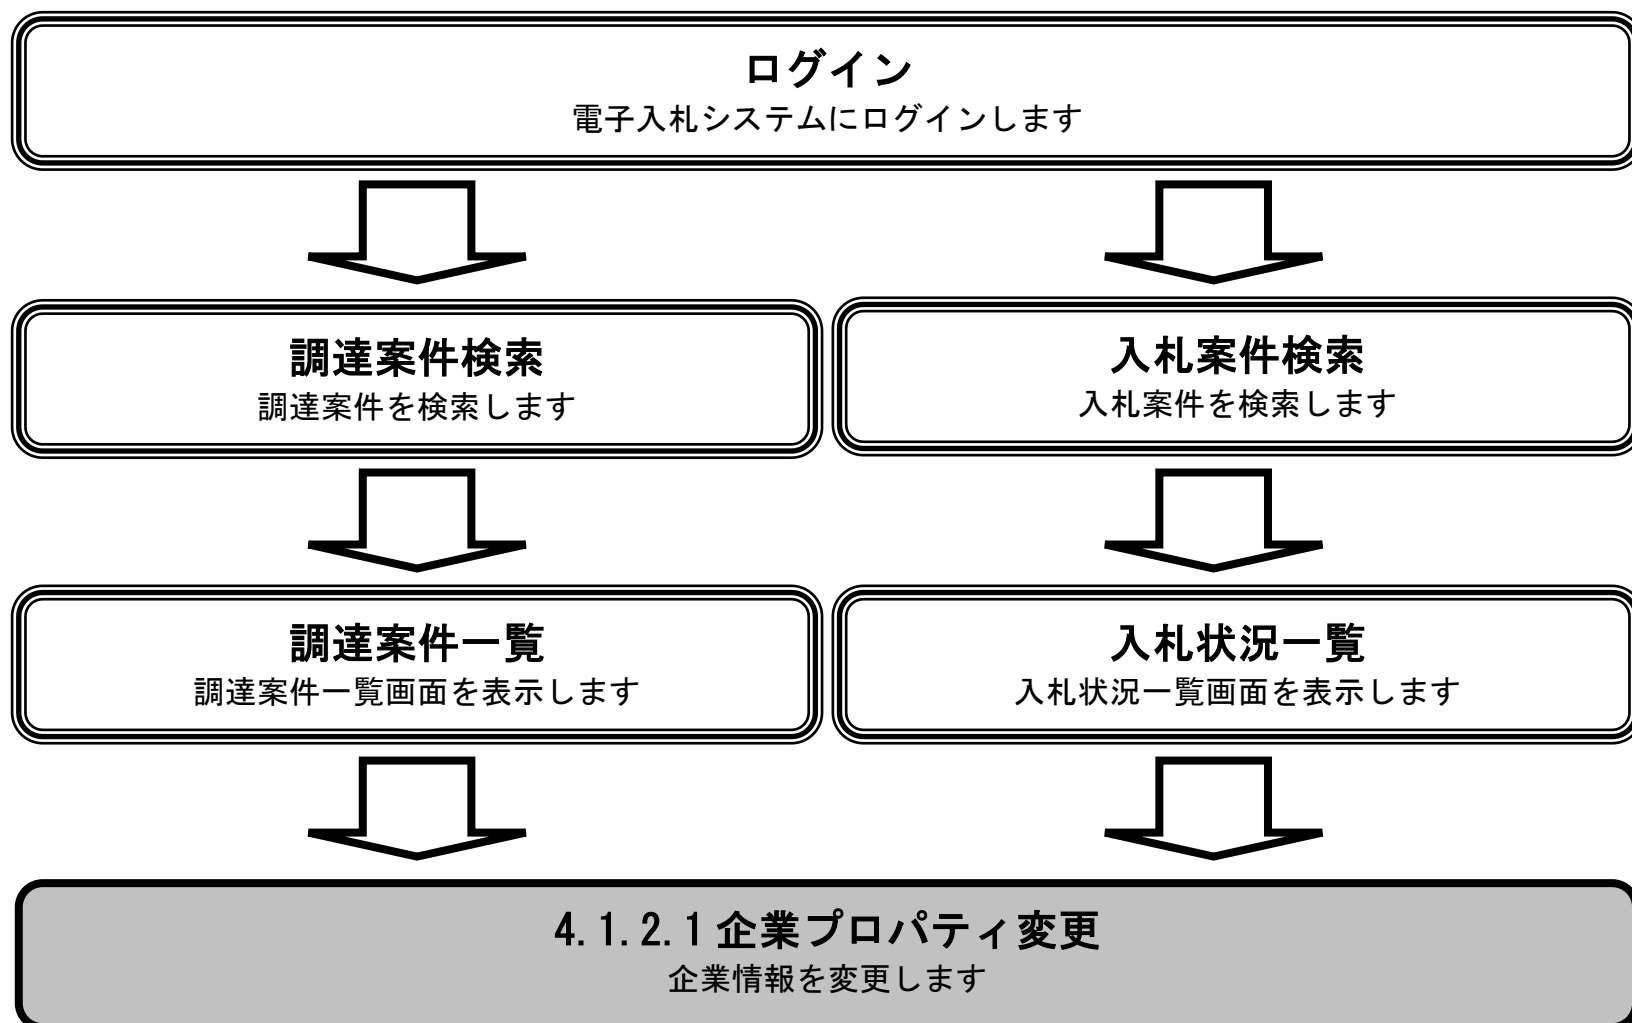 ログイン
電子入札システムにログインします
調達案件検索
調達案件を検索します
入札案件検索
入札案件を検索します
調達案件一覧
調達案件一覧画面を表示します
入札状況一覧
入札状況一覧画面を表示します
4.1.2.1企業プロパティ変更
企業情報を変更します